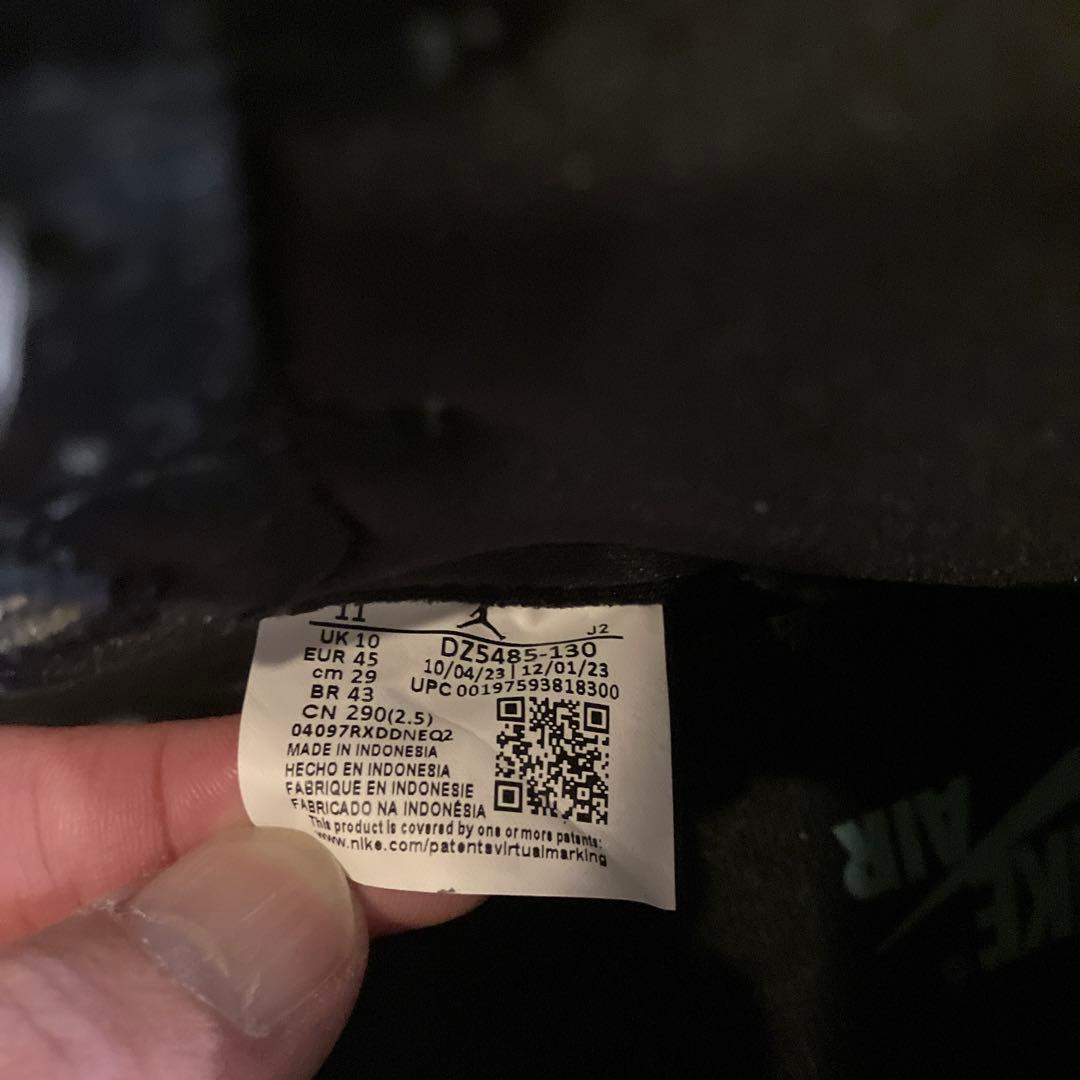 11
J2
UK 10
EUR 45
cm 29
BR 43
CN 290(2.5)
DZ5485-130
10/04/23 | 12/01/23
UPC 00197593818300
04097RXDDNEQ2
MADE IN INDONESIA
HECHO EN INDONESIA
FABRIQUE EN INDONESIE
FABRICADO NA INDONÉSIA
This product is covered by one or more patents:
www.nike.com/patentsvirtualmarking
NIKE
AIR